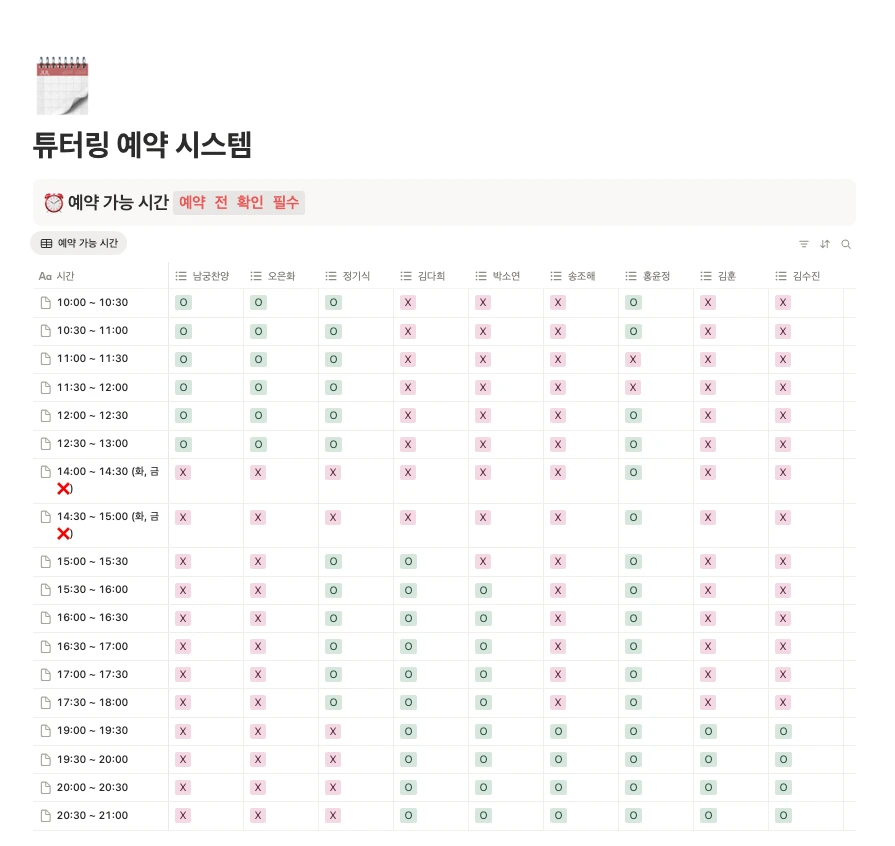 튜터링 예약 시스템
⏰ 예약 가능 시간 예약 전 확인 필수
예약 가능 시간
Aa 시간 남궁찬양 오은화 정기식 김다희 박소연 송조해 홍윤정 김훈 김수진
10:00 ~ 10:30 O O O X X X O X X
10:30 ~ 11:00 O O O X X X O X X
11:00 ~ 11:30 O O O X X X X X X
11:30 ~ 12:00 O O O X X X X X X
12:00 ~ 12:30 O O O X X X O X X
12:30 ~ 13:00 O O O X X X O X X
14:00 ~ 14:30 (화, 금 X X X X X X O X X
❌)
14:30 ~ 15:00 (화, 금 X X X X X X O X X
❌)
15:00 ~ 15:30 X X O O X X O X X
15:30 ~ 16:00 X X O O O X O X X
16:00 ~ 16:30 X X O O O X O X X
16:30 ~ 17:00 X X O O O X O X X
17:00 ~ 17:30 X X O O O X O X X
17:30 ~ 18:00 X X O O O X O X X
19:00 ~ 19:30 X X X O O O O O O
19:30 ~ 20:00 X X X O O O O O O
20:00 ~ 20:30 X X X O O O O O O
20:30 ~ 21:00 X X X O O O O O O